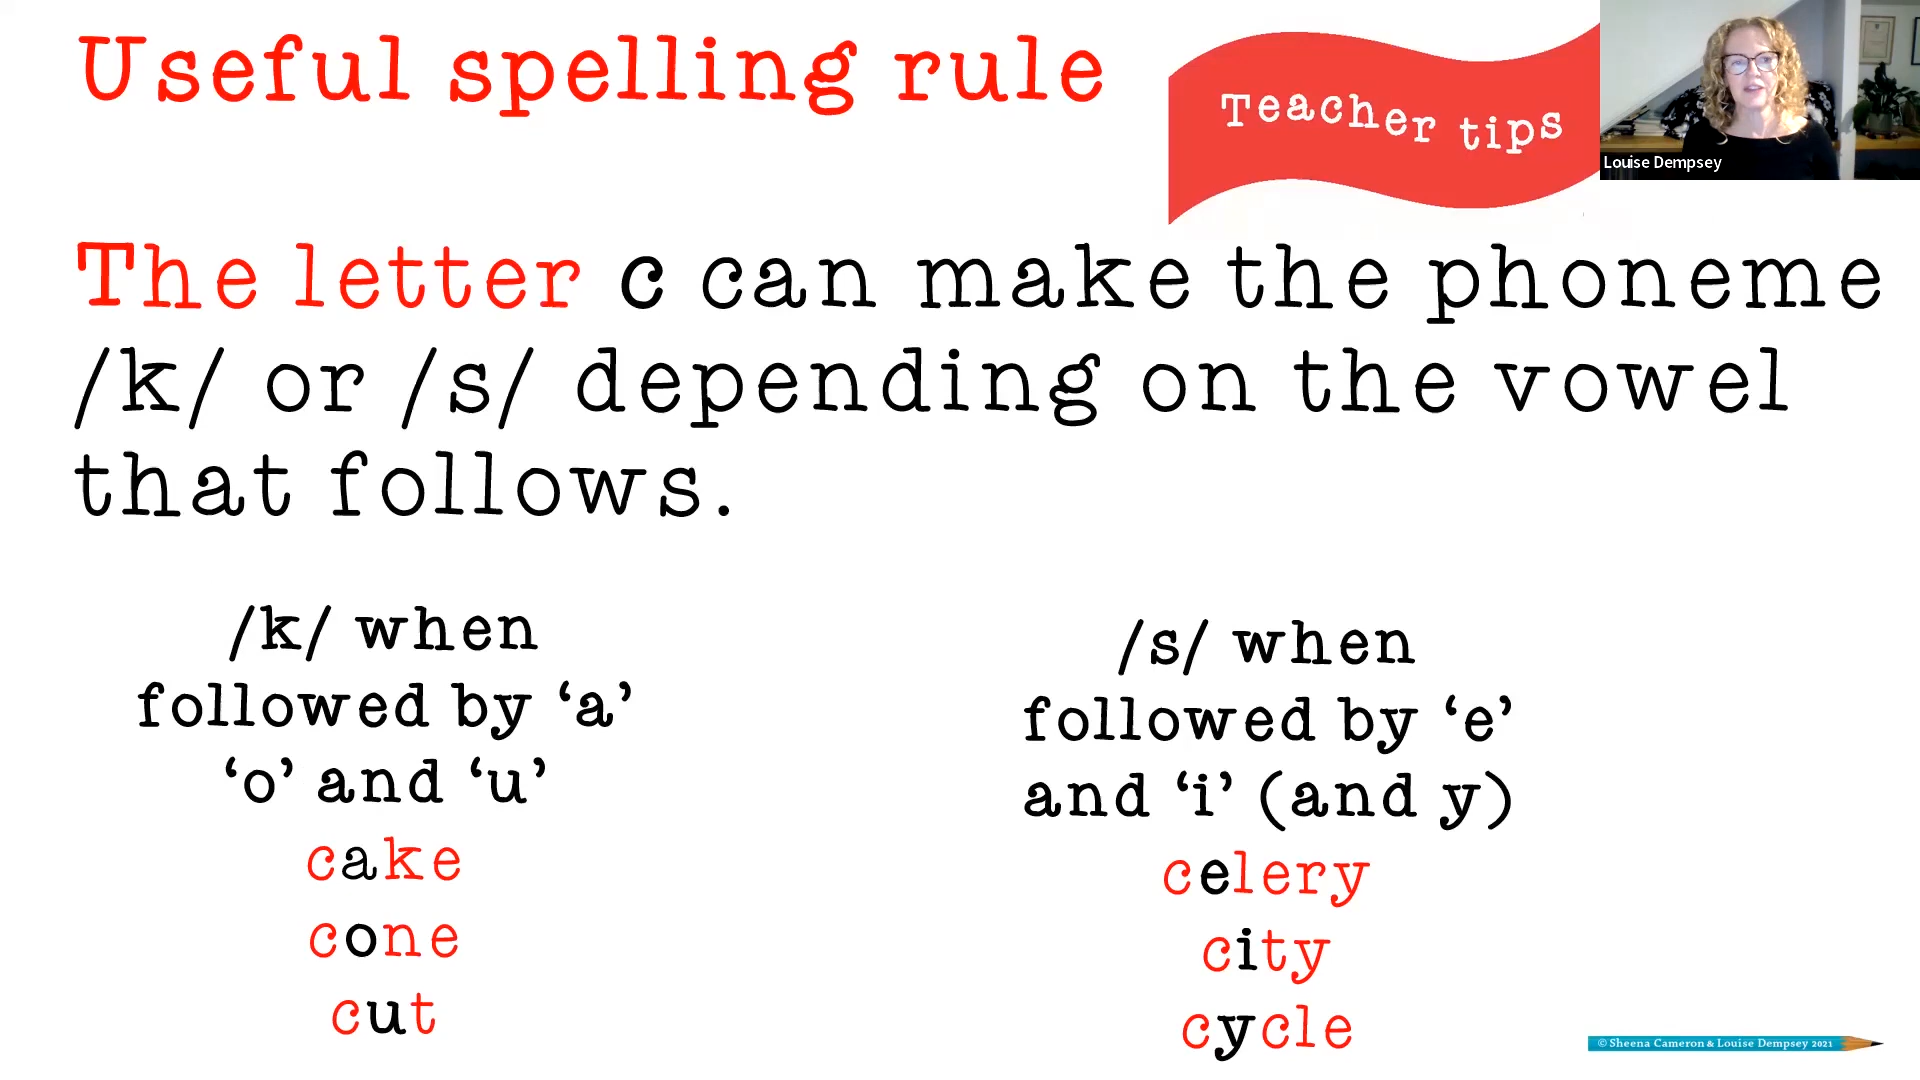 Useful spelling rule
Teacher tips
Louise Dempsey
The letter c can make the phoneme
/k/ or /s/ depending on the vowel
that follows.
/k/ when
followed by ‘a’
‘o’ and ‘u’
cake
cone
cut
/s/ when
followed by ‘e’
and ‘i’ (and y)
celery
city
cycle
© Sheena Cameron & Louise Dempsey 2021